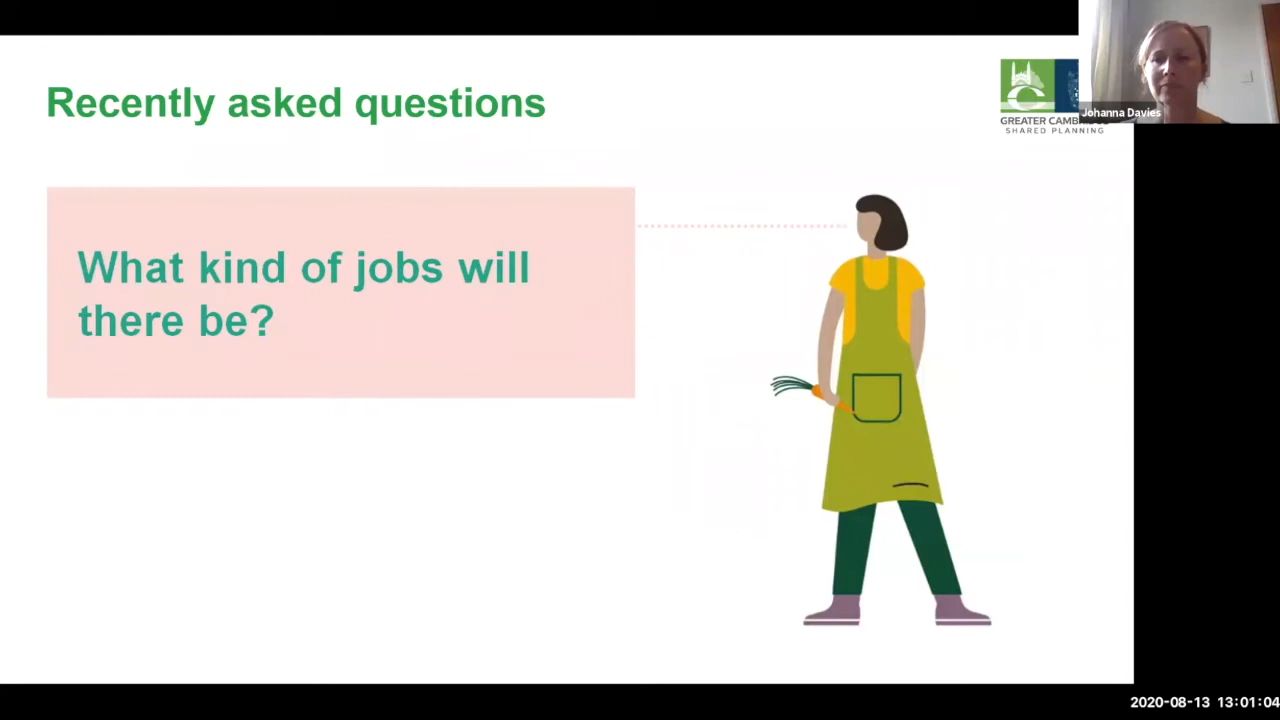 Recently asked questions
GREATER
SHARED PLANNING
Johanna Davies
What kind of jobs will
there be?
2020-08-13 13:01:04